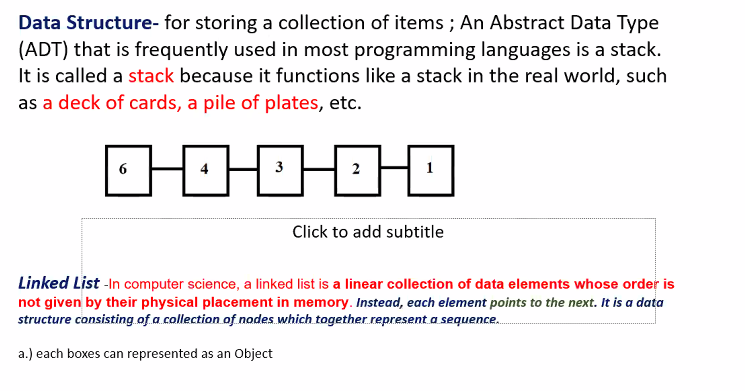 Data Structure- for storing a collection of items ; An Abstract Data Type
(ADT) that is frequently used in most programming languages is a stack.
It is called a stack because it functions like a stack in the real world, such
as a deck of cards, a pile of plates, etc.
6 4 3 2 1
Click to add subtitle
Linked List -In computer science, a linked list is a linear collection of data elements whose order is
not given by their physical placement in memory. Instead, each element points to the next. It is a data
structure consisting of a collection of nodes which together represent a sequence.
a.) each boxes can represented as an Object